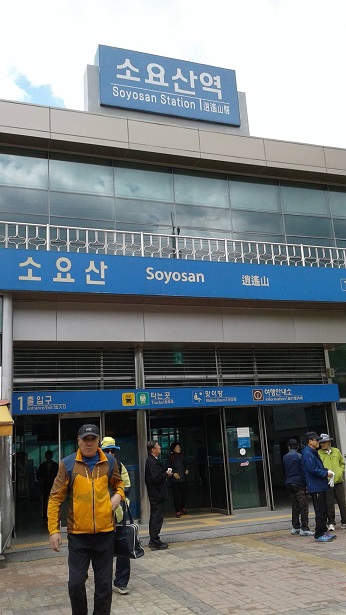 소요산역
Soyosan Station 逍遙山驛
소요산 Soyosan 逍遙山
1 출입구 타는곳 맞이방 여행안내소